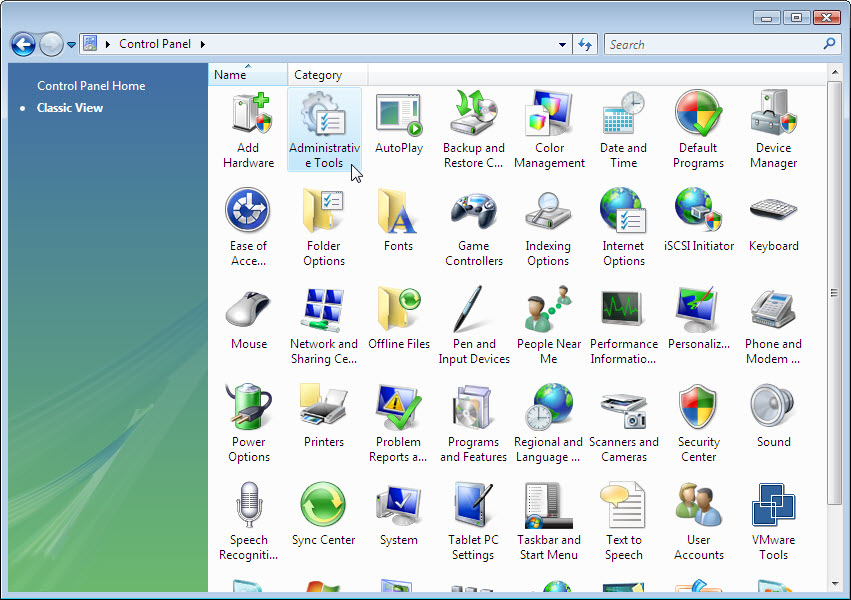 Control Panel
Search
Control Panel Home
Classic View
Name Category
Add
Hardware
Administrativ
e Tools
AutoPlay
Backup and
Restore C...
Color
Management
Date and
Time
Default
Programs
Device
Manager
Ease of
Acce...
Folder
Options
Fonts
Game
Controllers
Indexing
Options
Internet
Options
iSCSI Initiator
Keyboard
Mouse
Network and
Sharing Ce...
Offline Files
Pen and
Input Devices
People Near
Me
Performance
Informatio...
Personaliz...
Phone and
Modem ...
Power
Options
Printers
Problem
Reports a...
Programs
and Features
Regional and
Language ...
Scanners and
Cameras
Security
Center
Sound
Speech
Recogniti...
Sync Center
System
Tablet PC
Settings
Taskbar and
Start Menu
Text to
Speech
User
Accounts
VMware
Tools